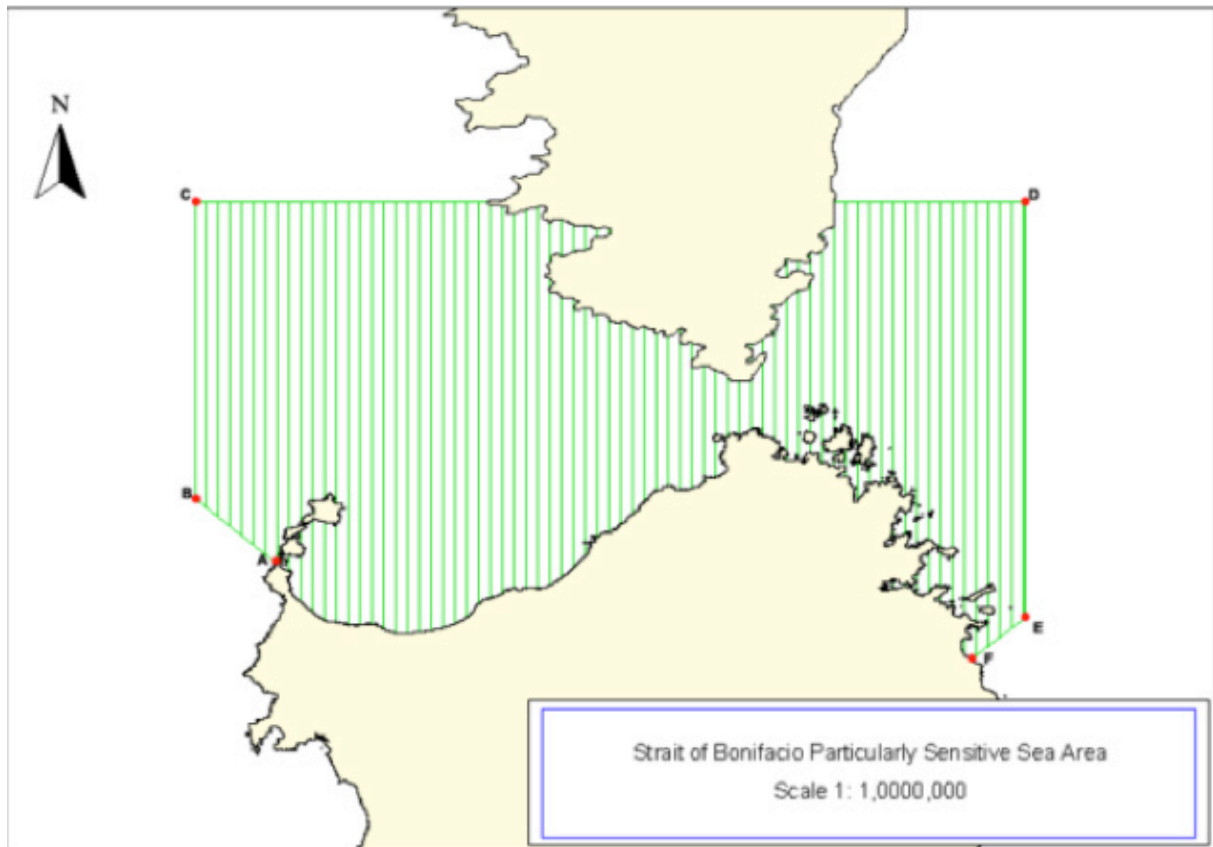 N
C
D
B
A
E
F
Strait of Bonifacio Particularly Sensitive Sea Area
Scale 1: 1,0000,000